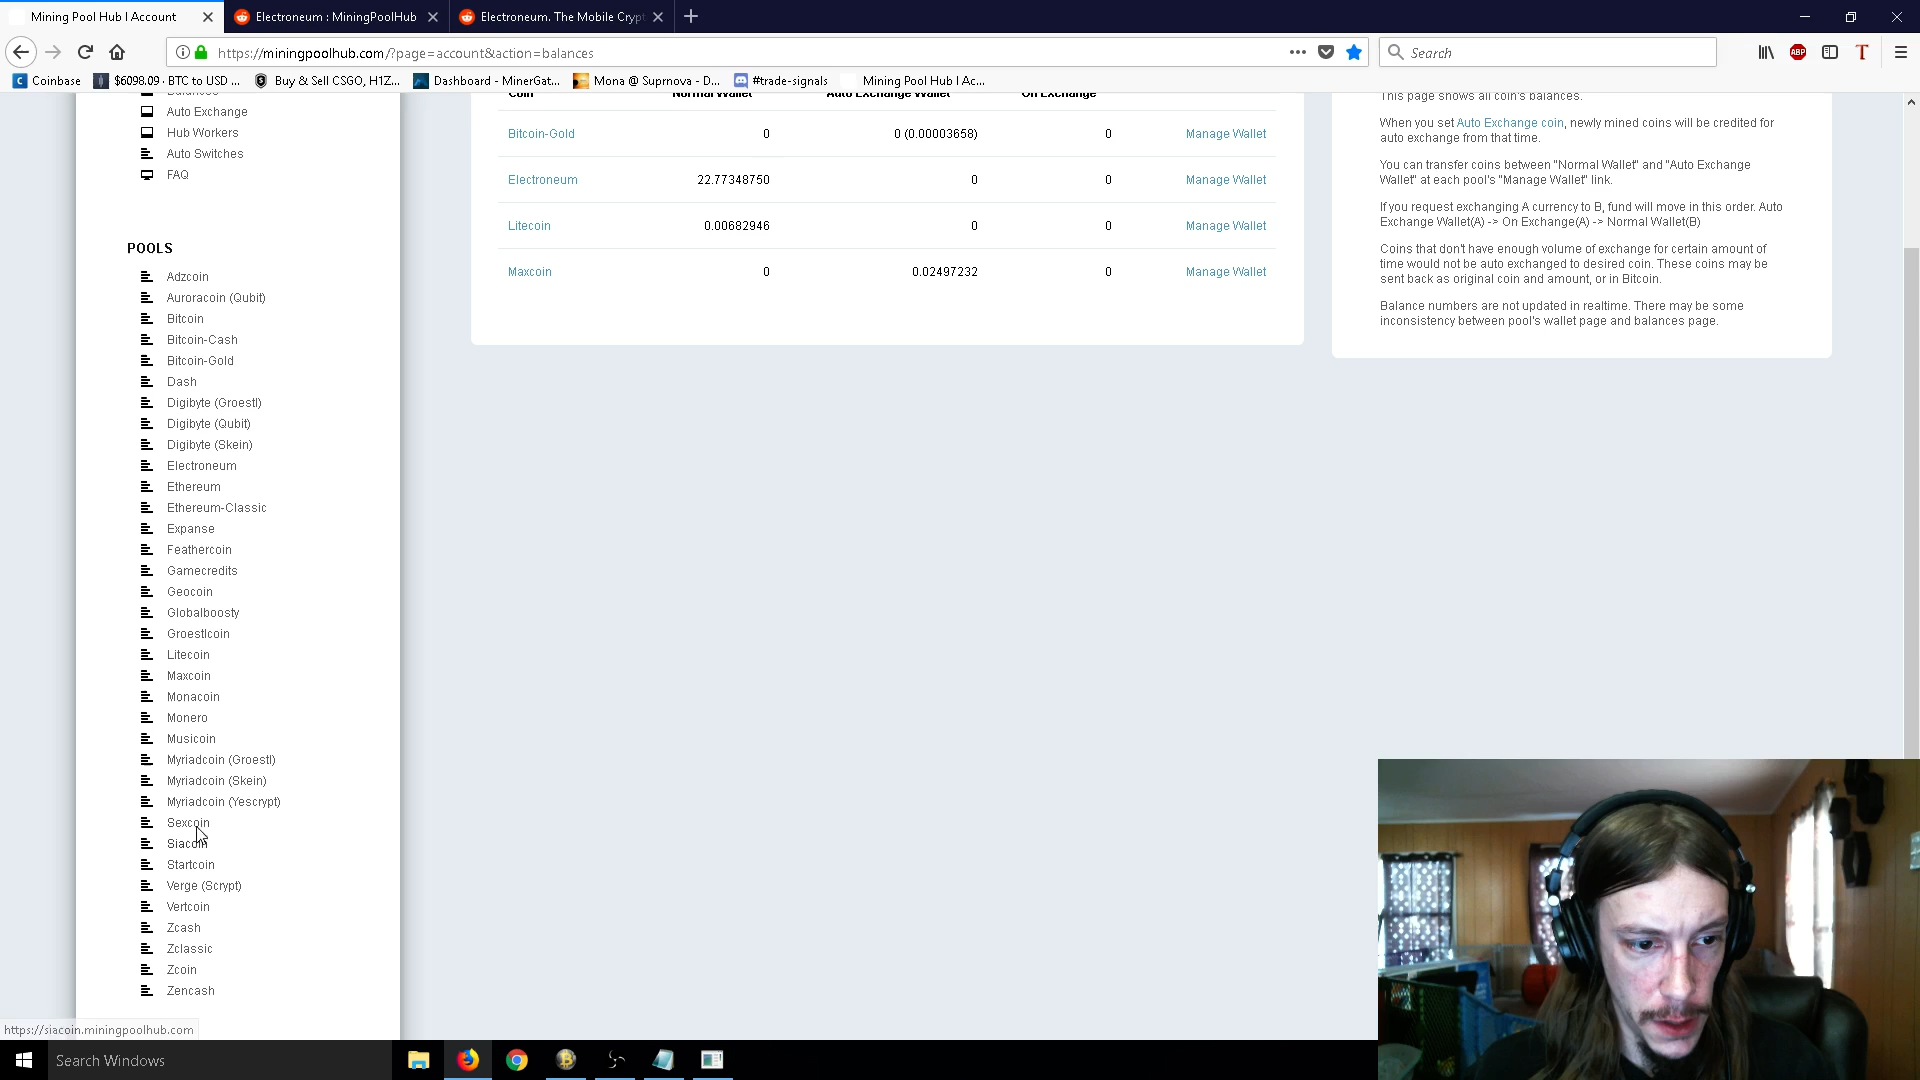 Mining Pool Hub | Account
Electroneum : MiningPoolHub
Electroneum. The Mobile Crypt
https://miningpoolhub.com/?page=account&action=balances
Search
Coinbase
$6098.09 · BTC to USD ...
Buy & Sell CSGO, H1Z...
Dashboard - MinerGat...
Mona @ Suprnova - D...
#trade-signals
Mining Pool Hub | Ac...
Balances
Auto Exchange
Hub Workers
Auto Switches
FAQ
POOLS
Adzcoin
Auroracoin (Qubit)
Bitcoin
Bitcoin-Cash
Bitcoin-Gold
Dash
Digibyte (Groestl)
Digibyte (Qubit)
Digibyte (Skein)
Electroneum
Ethereum
Ethereum-Classic
Expanse
Feathercoin
Gamecredits
Geocoin
Globalboosty
Groestlcoin
Litecoin
Maxcoin
Monacoin
Monero
Musicoin
Myriadcoin (Groestl)
Myriadcoin (Skein)
Myriadcoin (Yescrypt)
Sexcoin
Siacoin
Startcoin
Verge (Scrypt)
Vertcoin
Zcash
Zclassic
Zcoin
Zencash
Coin Normal Wallet Auto Exchange Wallet On Exchange
Bitcoin-Gold 0 0 (0.00003658) 0 Manage Wallet
Electroneum 22.77348750 0 0 Manage Wallet
Litecoin 0.00682946 0 0 Manage Wallet
Maxcoin 0 0.02497232 0 Manage Wallet
This page shows all coin's balances.
When you set Auto Exchange coin, newly mined coins will be credited for
auto exchange from that time.
You can transfer coins between "Normal Wallet" and "Auto Exchange
Wallet" at each pool's "Manage Wallet" link.
If you request exchanging A currency to B, fund will move in this order. Auto
Exchange Wallet(A) -> On Exchange(A) -> Normal Wallet(B)
Coins that don't have enough volume of exchange for certain amount of
time would not be auto exchanged to desired coin. These coins may be
sent back as original coin and amount, or in Bitcoin.
Balance numbers are not updated in realtime. There may be some
inconsistency between pool's wallet page and balances page.
https://siacoin.miningpoolhub.com
Search Windows
ABP
T